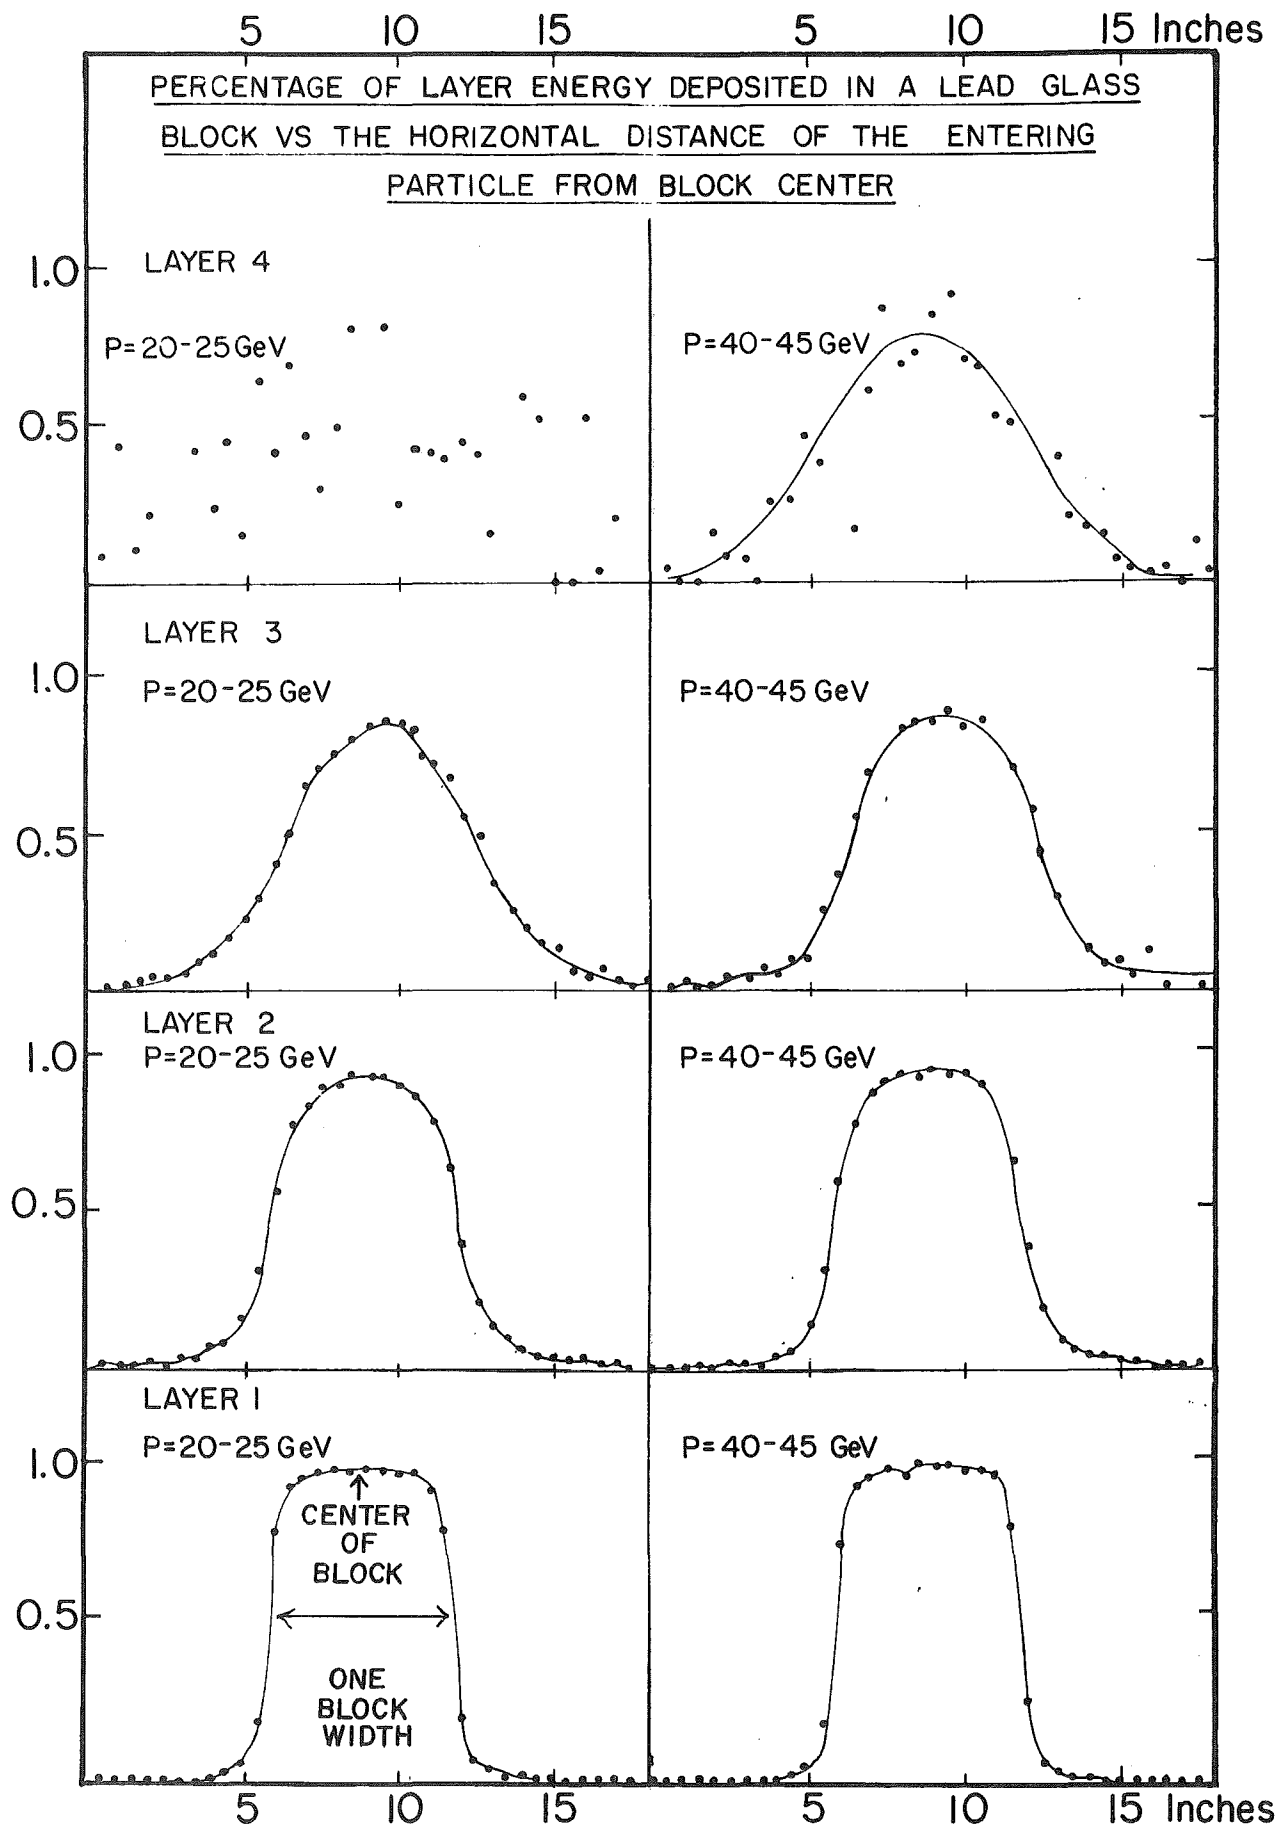 5 10 15 5 10 15 Inches
PERCENTAGE OF LAYER ENERGY DEPOSITED IN A LEAD GLASS
BLOCK VS THE HORIZONTAL DISTANCE OF THE ENTERING
PARTICLE FROM BLOCK CENTER
1.0 LAYER 4
P=20-25 GeV P=40-45 GeV
0.5
LAYER 3
1.0 P=20-25 GeV P=40-45 GeV
0.5
LAYER 2
1.0 P=20-25 GeV P=40-45 GeV
0.5
LAYER 1
P=20-25 GeV P=40-45 GeV
1.0
CENTER
OF
BLOCK
0.5
ONE
BLOCK
WIDTH
5 10 15 5 10 15 Inches